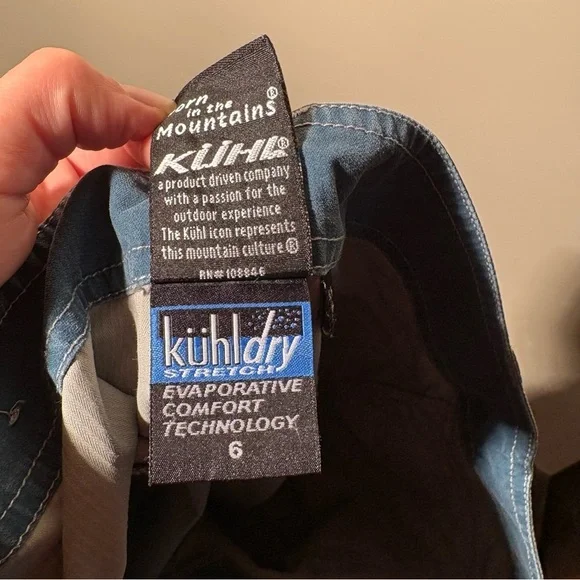 in the
Mountains®
KÜHL®
a product driven company
with a passion for the
outdoor experience
The Kühl icon represents
this mountain culture ®
RN# 108846
kühldry
STRETCH
EVAPORATIVE
COMFORT
TECHNOLOGY
6